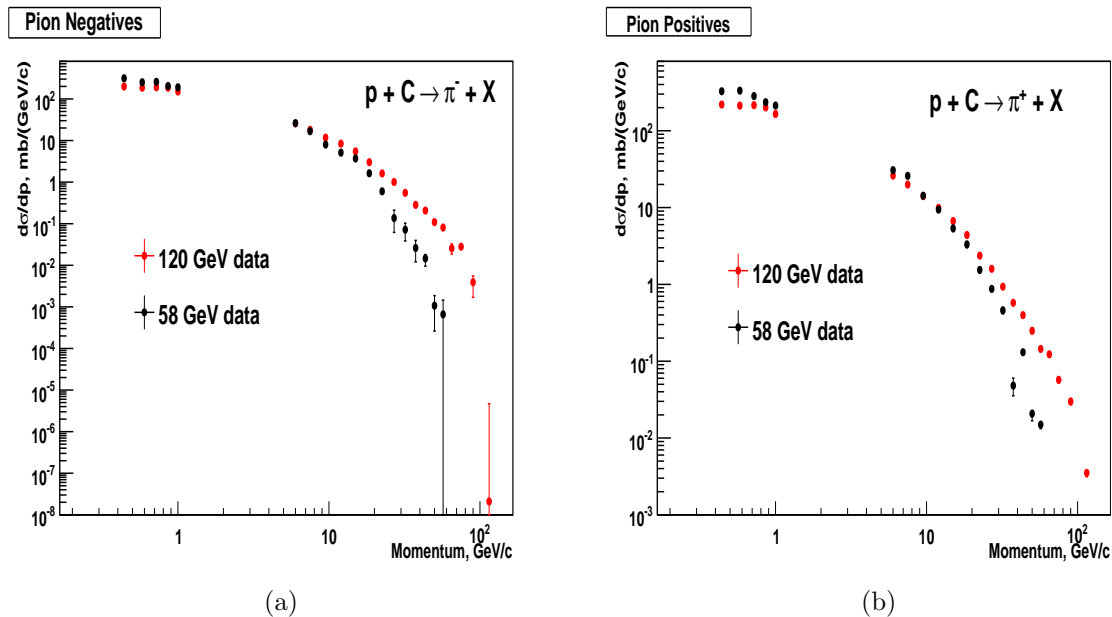 Pion Negatives
dσ/dp, mb/(GeV/c)
p + C → π⁻ + X
120 GeV data
58 GeV data
10²
10
1
10⁻¹
10⁻²
10⁻³
10⁻⁴
10⁻⁵
10⁻⁶
10⁻⁷
10⁻⁸
1
10
10²
Momentum, GeV/c
(a)
Pion Positives
dσ/dp, mb/(GeV/c)
p + C → π⁺ + X
120 GeV data
58 GeV data
10²
10
1
10⁻¹
10⁻²
10⁻³
1
10
10²
Momentum, GeV/c
(b)